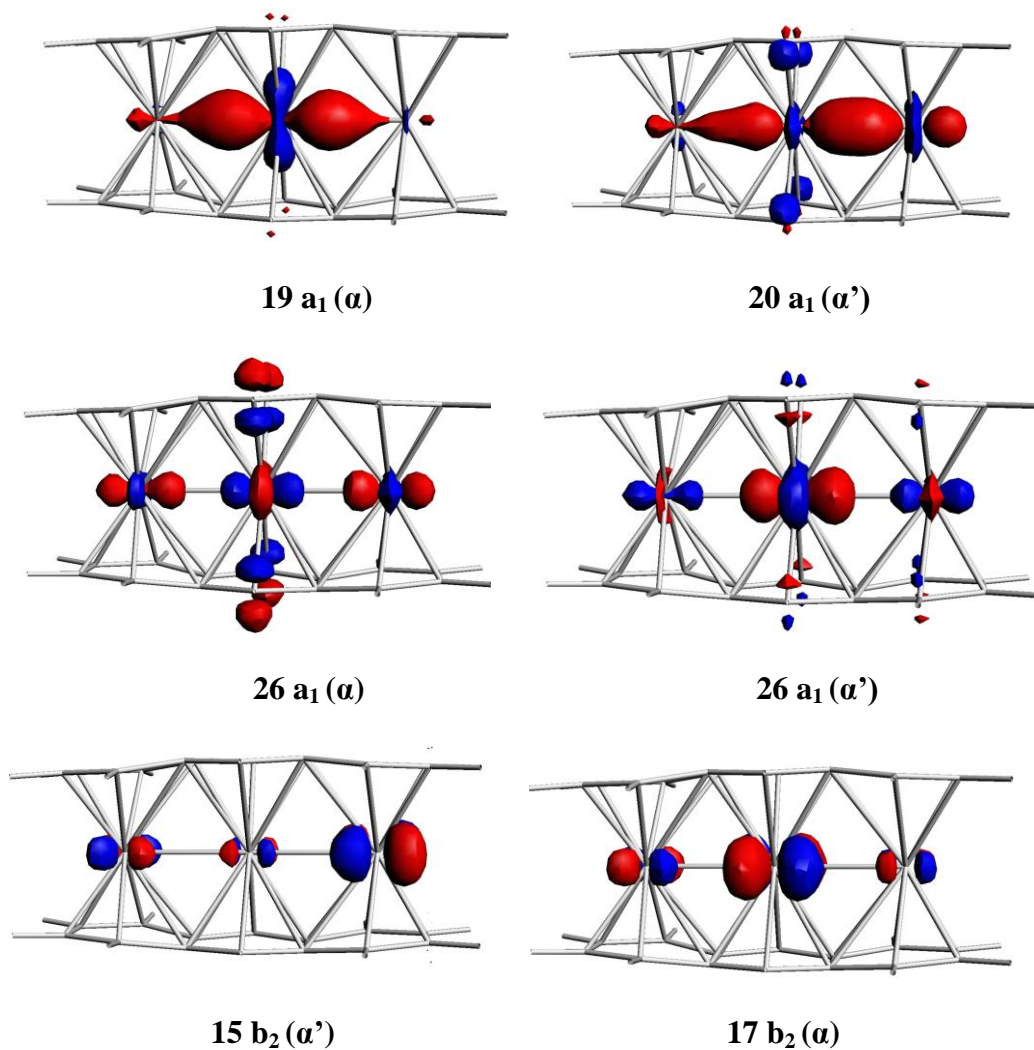 19 a₁ (α) 20 a₁ (α’)
26 a₁ (α) 26 a₁ (α’)
15 b₂ (α’) 17 b₂ (α)